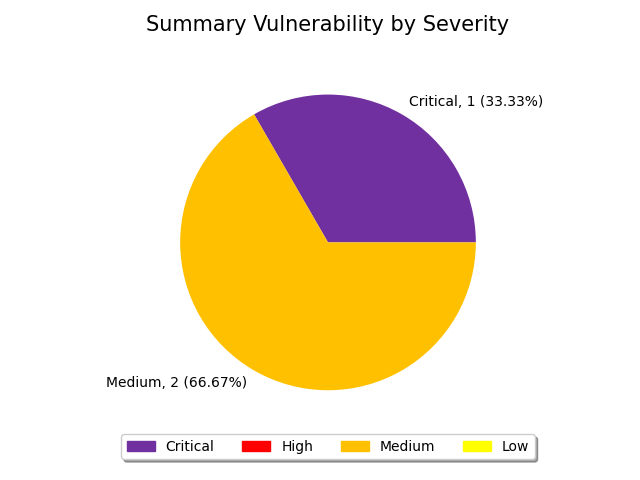 Summary Vulnerability by Severity
Critical, 1 (33.33%)
Medium, 2 (66.67%)
Critical High Medium Low